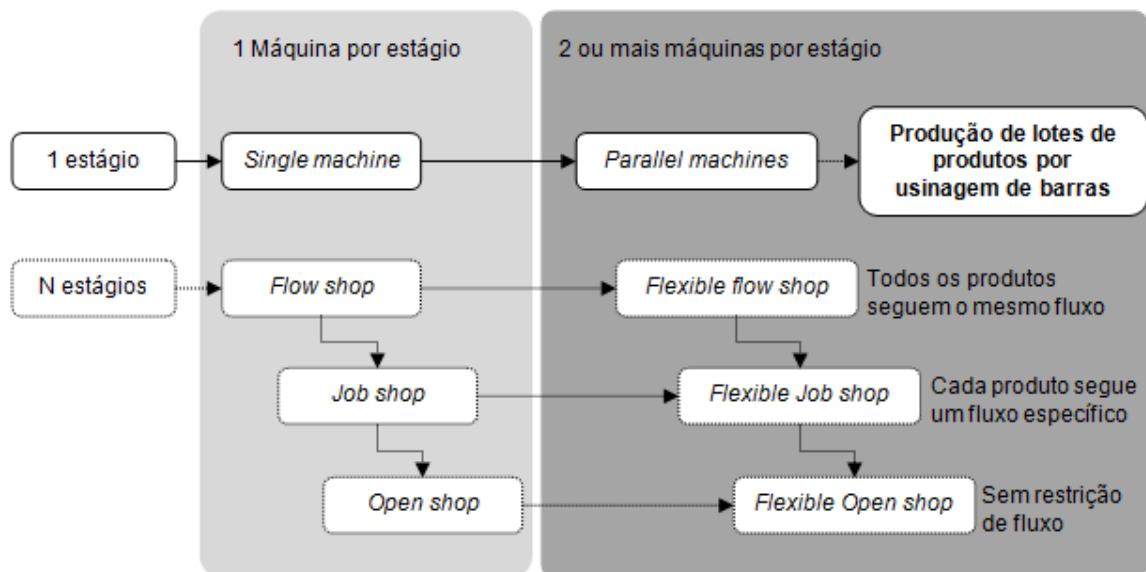 1 Máquina por estágio
2 ou mais máquinas por estágio
1 estágio
Single machine
Parallel machines
Produção de lotes de
produtos por
usinagem de barras
N estágios
Flow shop
Flexible flow shop
Todos os produtos
seguem o mesmo fluxo
Job shop
Flexible Job shop
Cada produto segue
um fluxo específico
Open shop
Flexible Open shop
Sem restrição
de fluxo